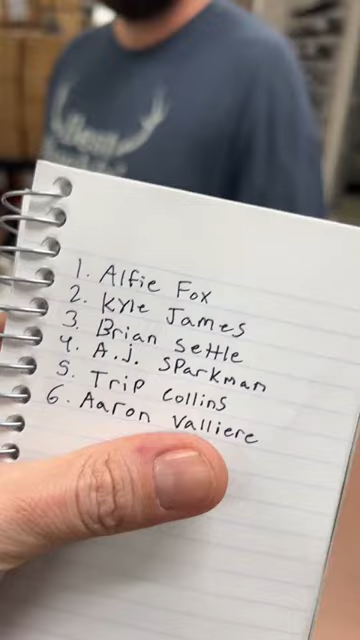 1. Alfie Fox
2. Kyle James
3. Brian Settle
4. A.J. Sparkman
5. Trip Collins
6. Aaron Valliere